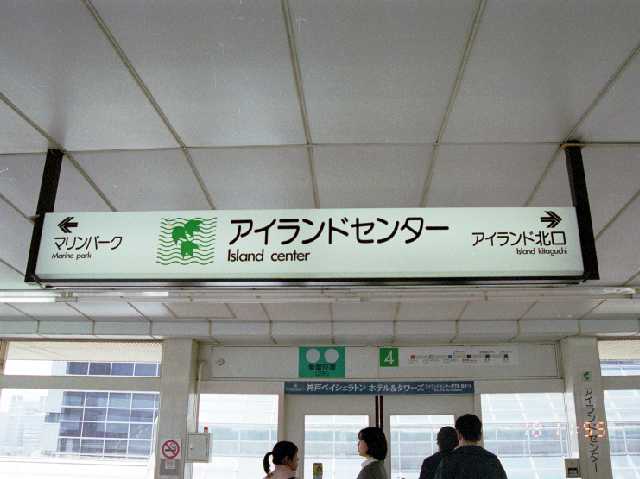 マリンパーク
Marine park
アイランドセンター
Island center
アイランド北口
Island kitaguchi
4
神戸ベイシェラトン ホテル&タワーズ
アイランドセンター